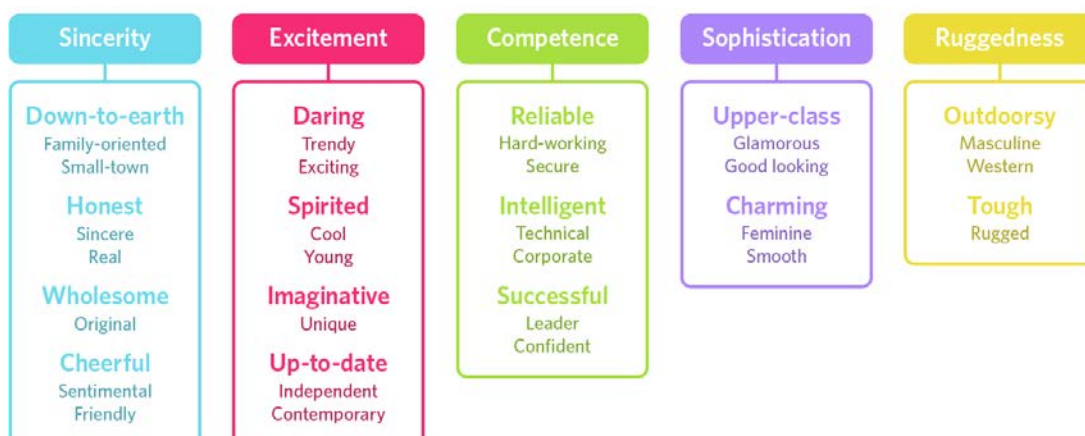 Sincerity
Down-to-earth
Family-oriented
Small-town
Honest
Sincere
Real
Wholesome
Original
Cheerful
Sentimental
Friendly
Excitement
Daring
Trendy
Exciting
Spirited
Cool
Young
Imaginative
Unique
Up-to-date
Independent
Contemporary
Competence
Reliable
Hard-working
Secure
Intelligent
Technical
Corporate
Successful
Leader
Confident
Sophistication
Upper-class
Glamorous
Good looking
Charming
Feminine
Smooth
Ruggedness
Outdoorsy
Masculine
Western
Tough
Rugged